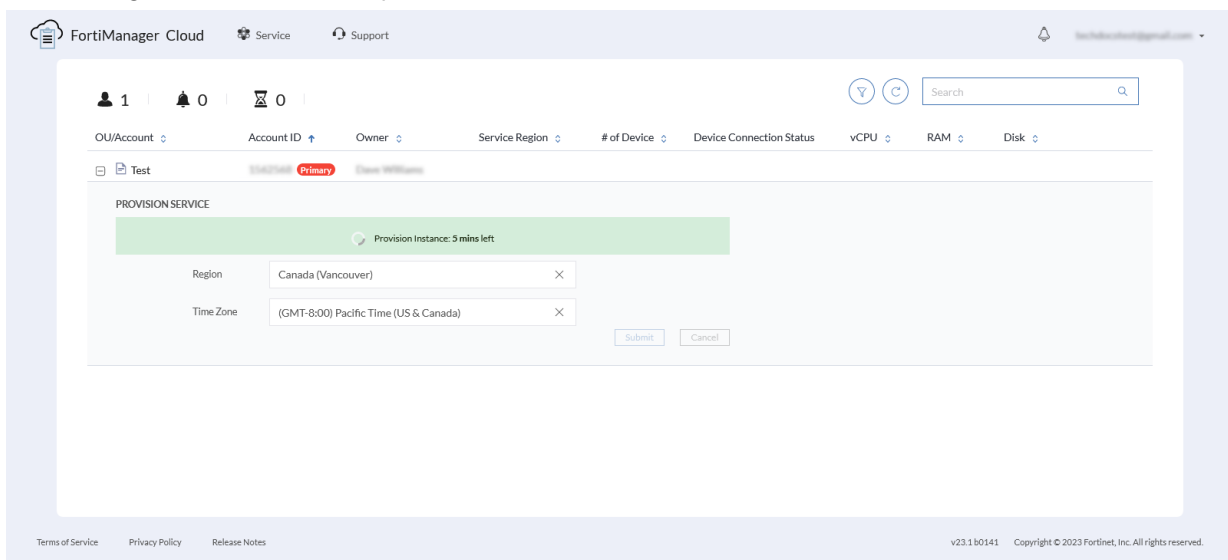 FortiManager Cloud Service Support
1 0 0 Search
OU/Account Account ID Owner Service Region # of Device Device Connection Status vCPU RAM Disk
Test Primary
PROVISION SERVICE
Provision Instance: 5 mins left
Region Canada (Vancouver)
Time Zone (GMT-8:00) Pacific Time (US & Canada)
Submit Cancel
Terms of Service Privacy Policy Release Notes v23.1 b0141 Copyright © 2023 Fortinet, Inc. All rights reserved.